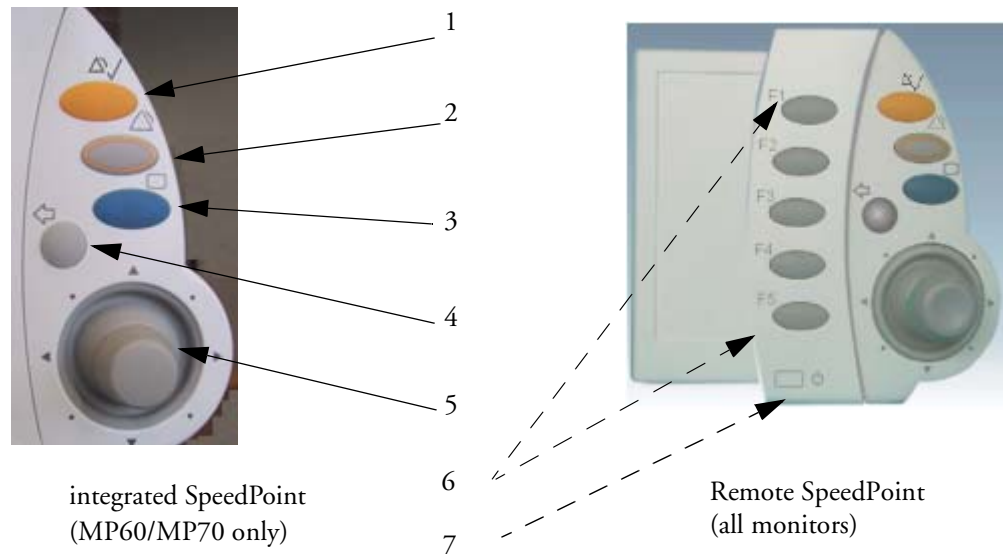 1
2
3
4
5
6
7
F1
F2
F3
F4
F5
integrated SpeedPoint
(MP60/MP70 only)
Remote SpeedPoint
(all monitors)